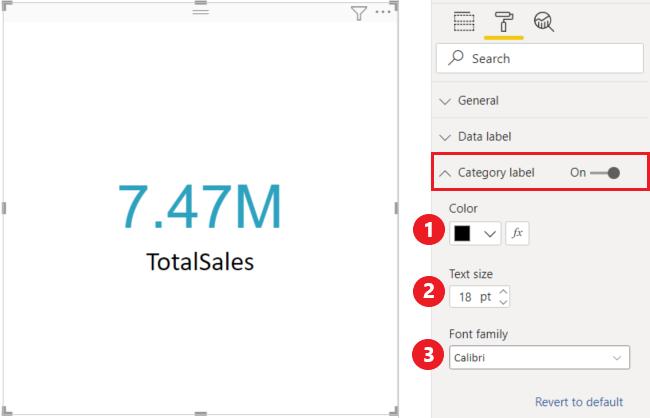 7.47M
TotalSales
Search
General
Data label
Category label On
Color
1
fx
Text size
2
18 pt
Font family
3
Calibri
Revert to default